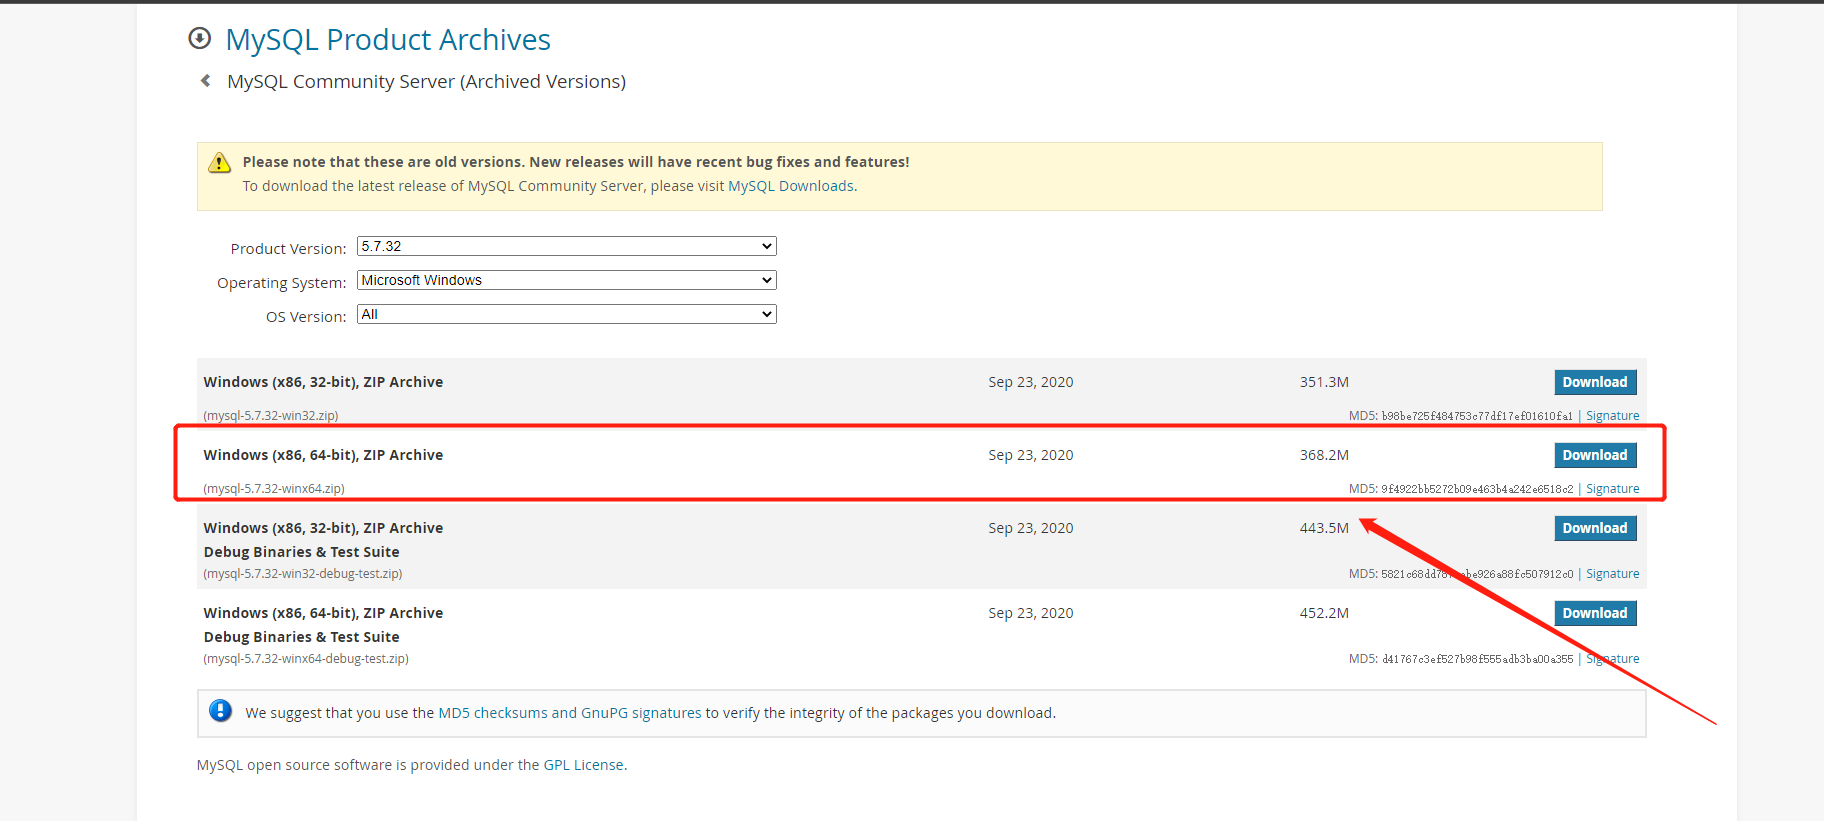 MySQL Product Archives
MySQL Community Server (Archived Versions)
Please note that these are old versions. New releases will have recent bug fixes and features!
To download the latest release of MySQL Community Server, please visit MySQL Downloads.
Product Version: 5.7.32
Operating System: Microsoft Windows
OS Version: All
Windows (x86, 32-bit), ZIP Archive Sep 23, 2020 351.3M Download
(mysql-5.7.32-win32.zip) MD5: b98be725f484753c77df17ef01610fa1 | Signature
Windows (x86, 64-bit), ZIP Archive Sep 23, 2020 368.2M Download
(mysql-5.7.32-winx64.zip) MD5: 9f4922bb5272b09e463b4a242e6518c2 | Signature
Windows (x86, 32-bit), ZIP Archive Sep 23, 2020 443.5M Download
Debug Binaries & Test Suite
(mysql-5.7.32-win32-debug-test.zip) MD5: | Signature
Windows (x86, 64-bit), ZIP Archive Sep 23, 2020 452.2M Download
Debug Binaries & Test Suite
(mysql-5.7.32-winx64-debug-test.zip) MD5: d41767c3ef527b98f555adb3ba00a355 | Signature
We suggest that you use the MD5 checksums and GnuPG signatures to verify the integrity of the packages you download.
MySQL open source software is provided under the GPL License.